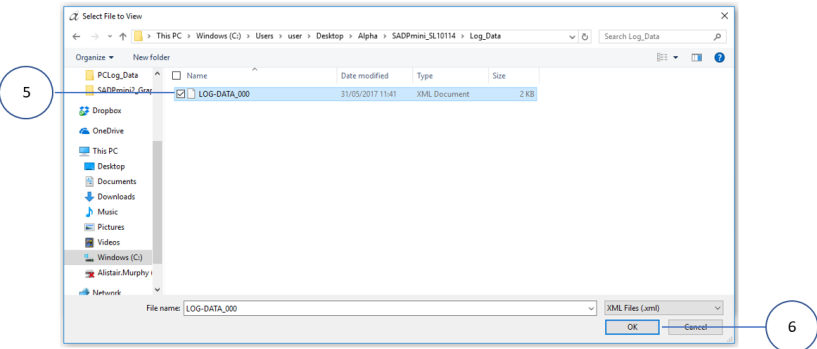 Select File to View
This PC > Windows (C:) > Users > user > Desktop > Alpha > SADPmini_SL10114 > Log_Data
Search Log_Data
Organize
New folder
PCLog_Data
Name
Date modified
Type
Size
SADPmini2_Grap
5
LOG-DATA_000
31/05/2017 11:41
XML Document
2 KB
Dropbox
OneDrive
This PC
Desktop
Documents
Downloads
Music
Pictures
Videos
Windows (C:)
Alistair.Murphy (
Network
File name:
LOG-DATA_000
XML Files (.xml)
OK
Cancel
6